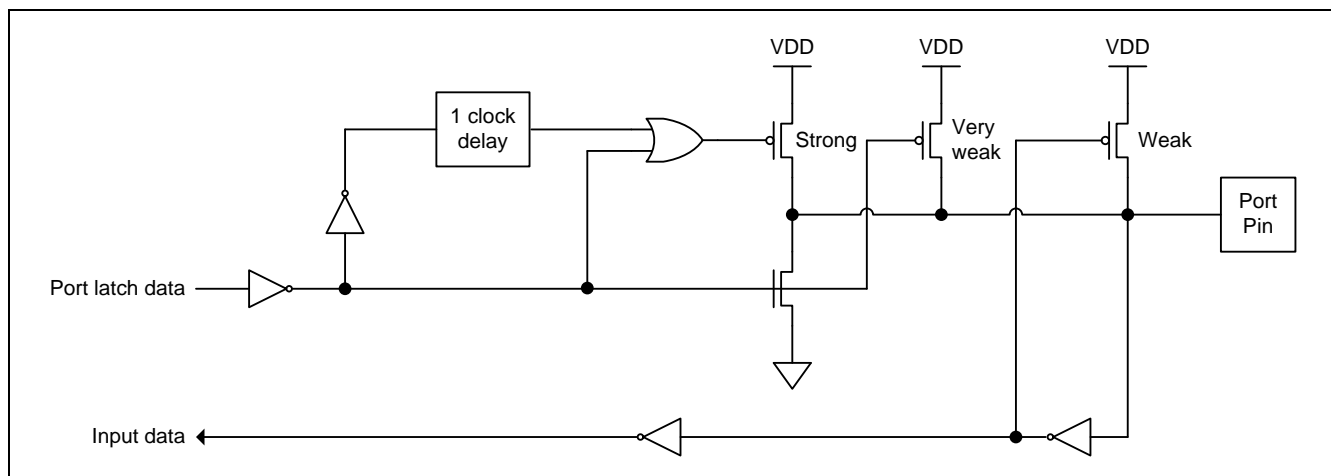 VDD
VDD
VDD
1 clock
delay
Strong
Very
weak
Weak
Port
Pin
Port latch data
Input data